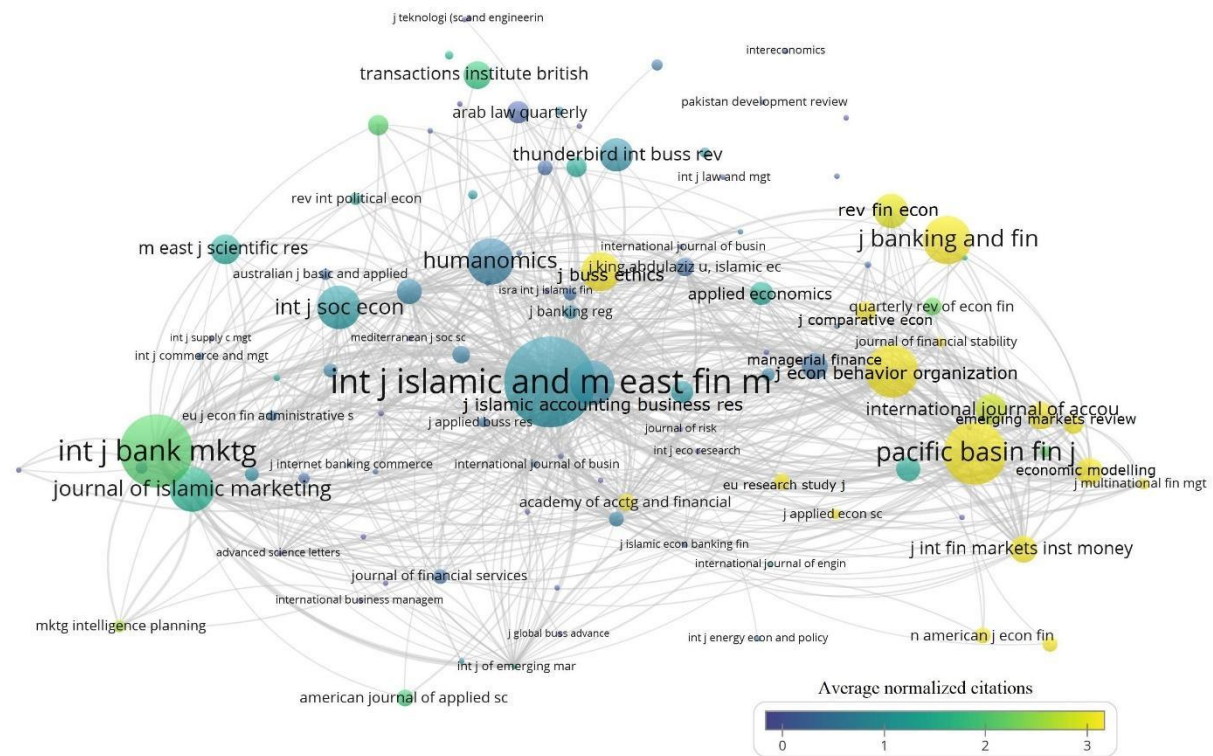 j teknologi (sc and engineerin
intereconomics
transactions institute british
pakistan development review
arab law quarterly
thunderbird int buss rev
int j law and mgt
rev int political econ
rev fin econ
j banking and fin
m east j scientific res
international journal of busin
humanomics
j king abdulaziz u, islamic ec
australian j basic and applied
j buss ethics
isra int j islamic fin
applied economics
int j soc econ
quarterly rev of econ fin
j banking reg
j comparative econ
int j supply c mgt
mediterranean j soc sc
journal of financial stability
int j commerce and mgt
managerial finance
int j islamic and m east fin m
j econ behavior organization
j islamic accounting business res
international journal of accou
eu j econ fin administrative s
j applied buss res
emerging markets review
journal of risk
int j bank mktg
int j eco research
pacific basin fin j
j internet banking commerce
international journal of busin
economic modelling
journal of islamic marketing
eu research study j
j multinational fin mgt
academy of acctg and financial
j applied econ sc
advanced science letters
j islamic econ banking fin
j int fin markets inst money
journal of financial services
international journal of engin
international business managem
mktg intelligence planning
j global buss advance
int j energy econ and policy
n american j econ fin
int j of emerging mar
american journal of applied sc
Average normalized citations
0 1 2 3